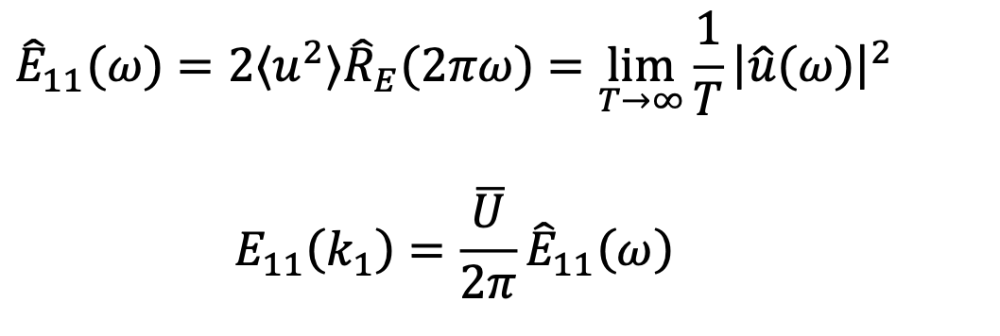 Ê₁₁(ω) = 2⟨u²⟩R̂_E(2πω) = lim_{T→∞} 1/T |û(ω)|²
E₁₁(k₁) = U̅/2π Ê₁₁(ω)